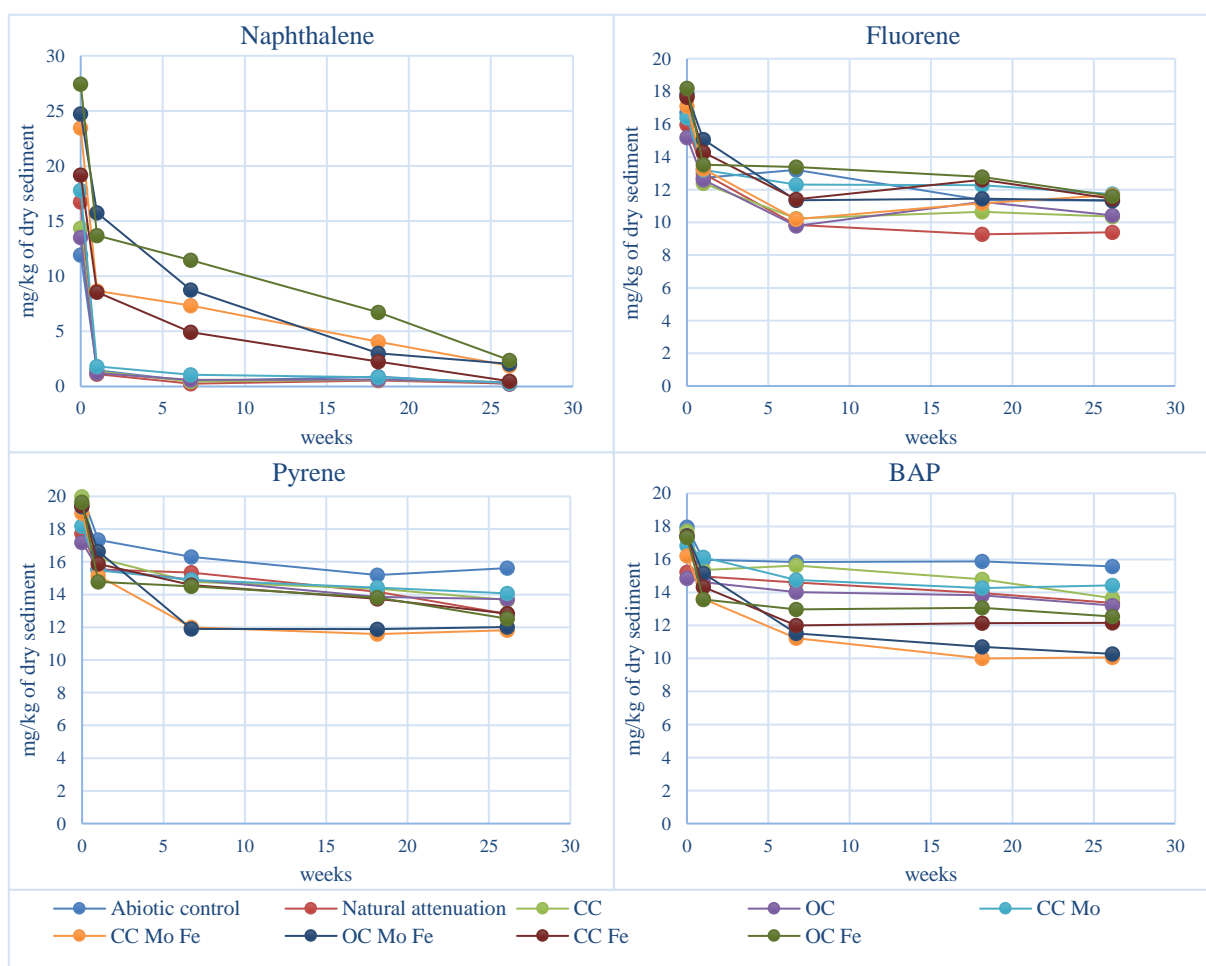 Naphthalene
30
25
20
15
10
5
0
0 5 10 15 20 25 30
mg/kg of dry sediment
weeks
Fluorene
20
18
16
14
12
10
8
6
4
2
0
0 5 10 15 20 25 30
mg/kg of dry sediment
weeks
Pyrene
20
18
16
14
12
10
8
6
4
2
0
0 5 10 15 20 25 30
mg/kg of dry sediment
weeks
BAP
20
18
16
14
12
10
8
6
4
2
0
0 5 10 15 20 25 30
mg/kg of dry sediment
weeks
Abiotic control Natural attenuation CC OC CC Mo
CC Mo Fe OC Mo Fe CC Fe OC Fe